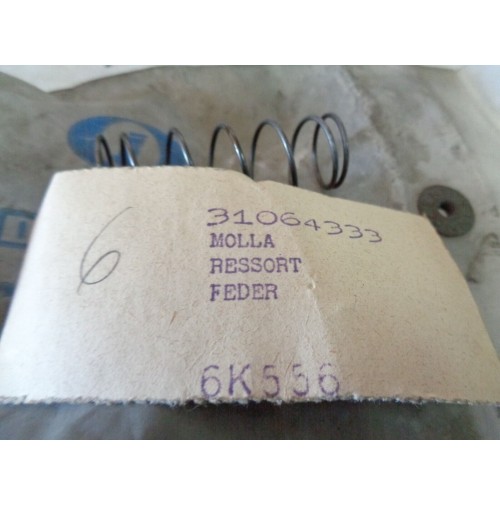 6
31064333
MOLLA
RESSORT
FEDER
6K556